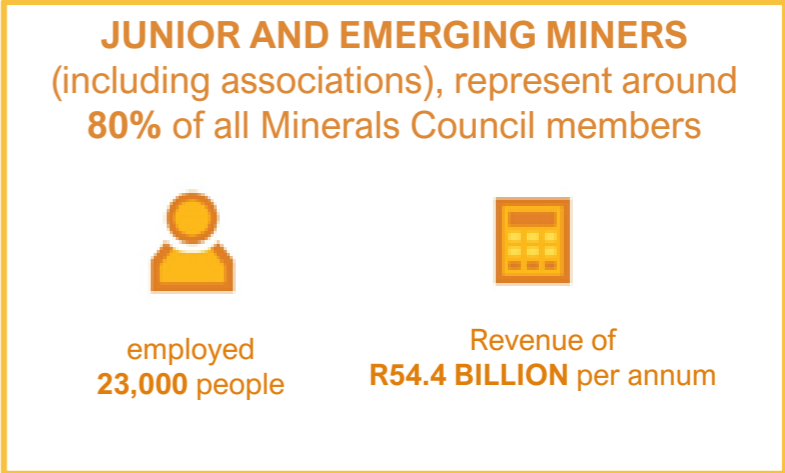 JUNIOR AND EMERGING MINERS
(including associations), represent around
80% of all Minerals Council members
employed
23,000 people
Revenue of
R54.4 BILLION per annum